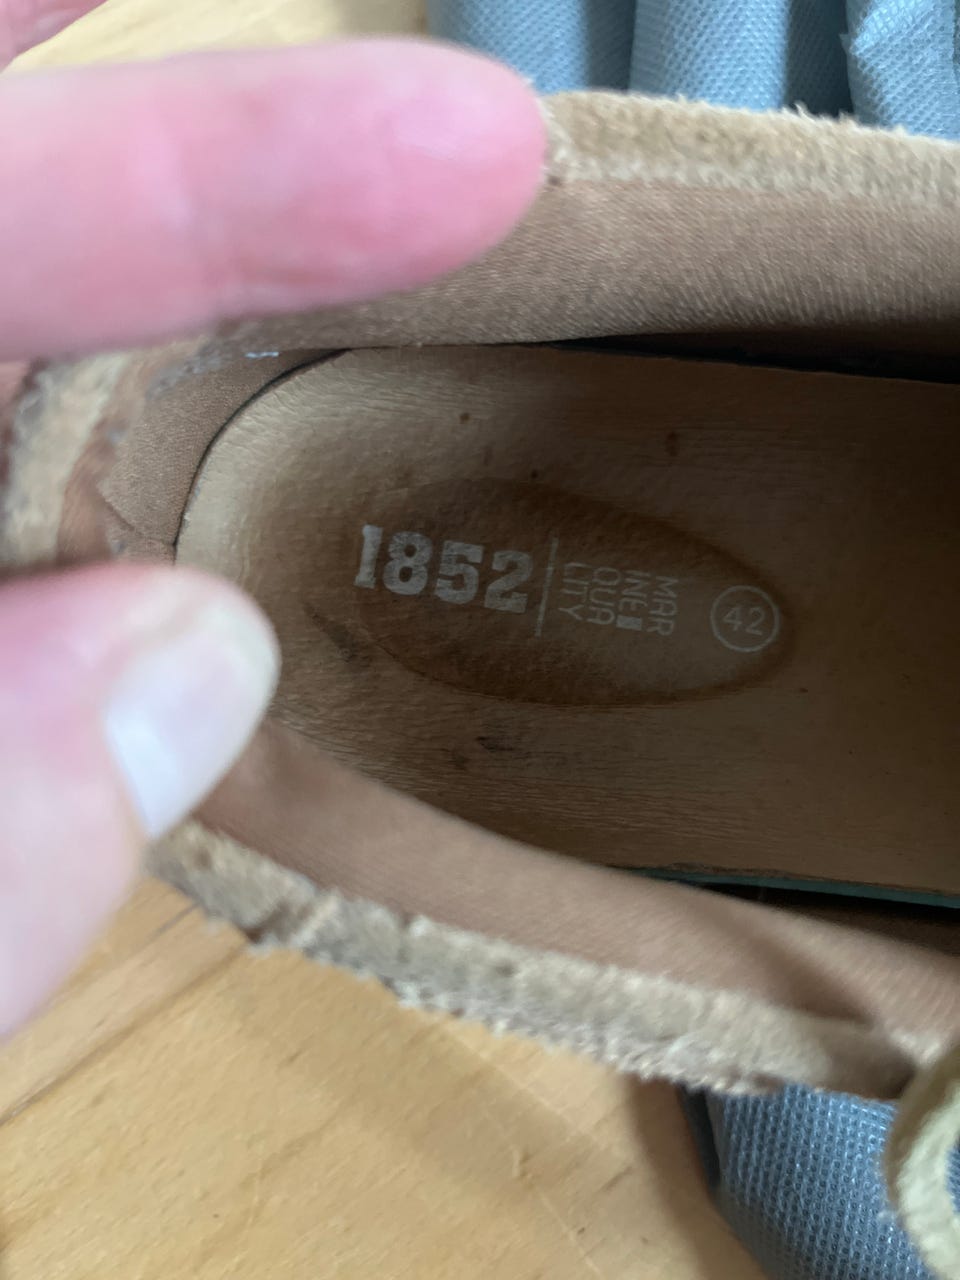 1852
MAR
INE
QUA
LITY
42